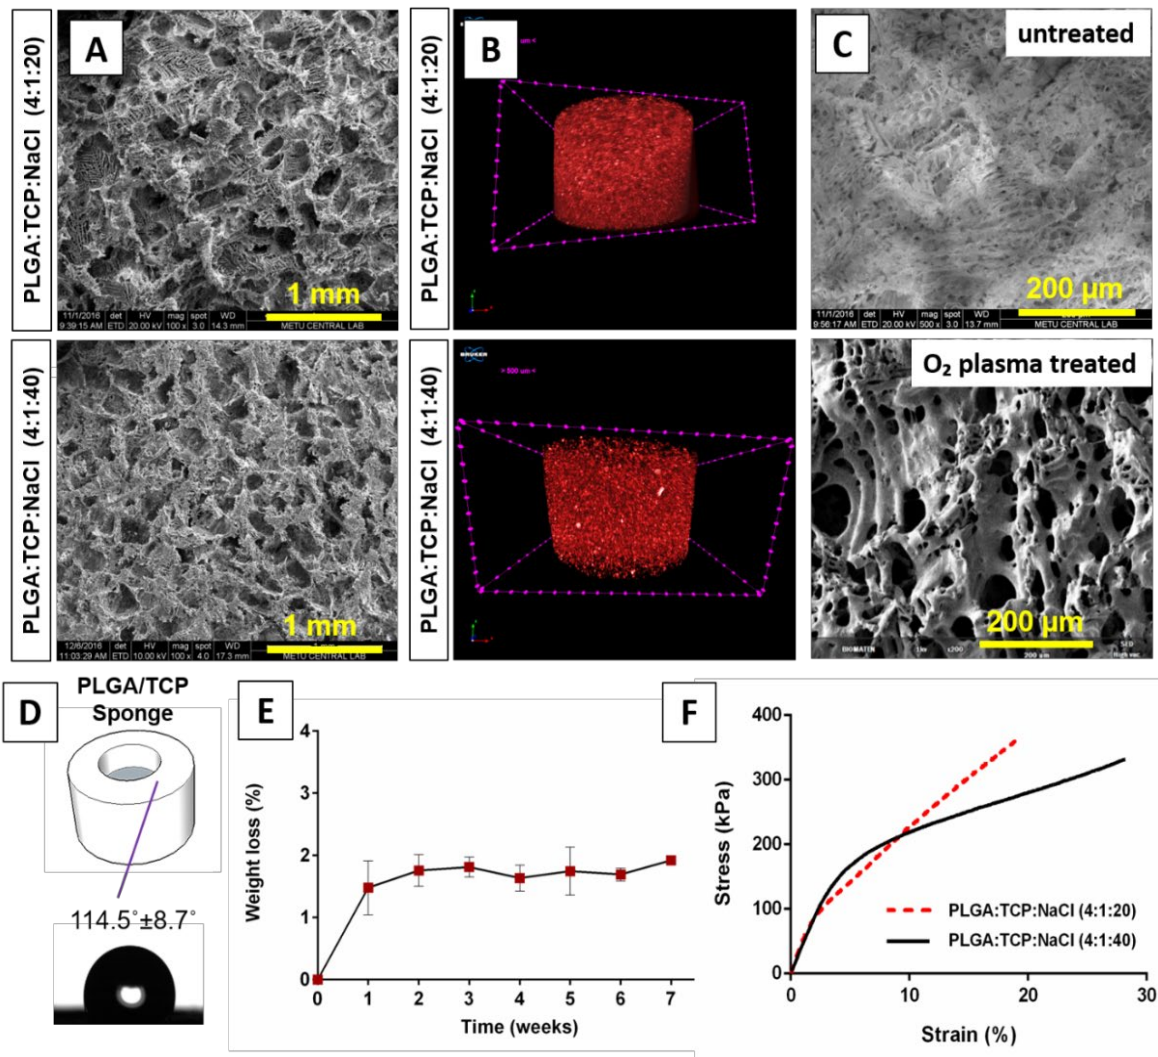 PLGA:TCP:NaCl (4:1:20)
A
1 mm
11/1/2016 det HV mag spot WD
9:39:15 AM ETD 20.00 kV 100 x 3.0 14.3 mm METU CENTRAL LAB
PLGA:TCP:NaCl (4:1:20)
B
um <
C
untreated
200 µm
11/1/2016 det HV mag spot WD
9:56:17 AM ETD 20.00 kV 500 x 3.0 13.7 mm METU CENTRAL LAB
PLGA:TCP:NaCl (4:1:40)
1 mm
12/6/2016 det HV mag spot WD
11:03:29 AM ETD 10.00 kV 100 x 4.0 17.3 mm METU CENTRAL LAB
PLGA:TCP:NaCl (4:1:40)
BRUKER
> 500 um <
O₂ plasma treated
200 µm
BIOMATEN x200 200 µm
D
PLGA/TCP
Sponge
114.5°±8.7°
E
Weight loss (%)
4
3
2
1
0
0 1 2 3 4 5 6 7
Time (weeks)
F
Stress (kPa)
400
300
200
100
0
PLGA:TCP:NaCl (4:1:20)
PLGA:TCP:NaCl (4:1:40)
0 10 20 30
Strain (%)